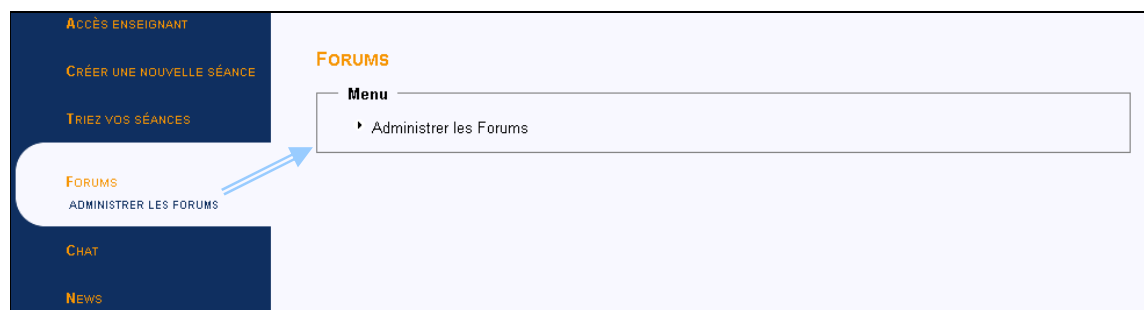 ACCÈS ENSEIGNANT
CRÉER UNE NOUVELLE SÉANCE
TRIEZ VOS SÉANCES
FORUMS
ADMINISTRER LES FORUMS
CHAT
NEWS
FORUMS
Menu
Administrer les Forums